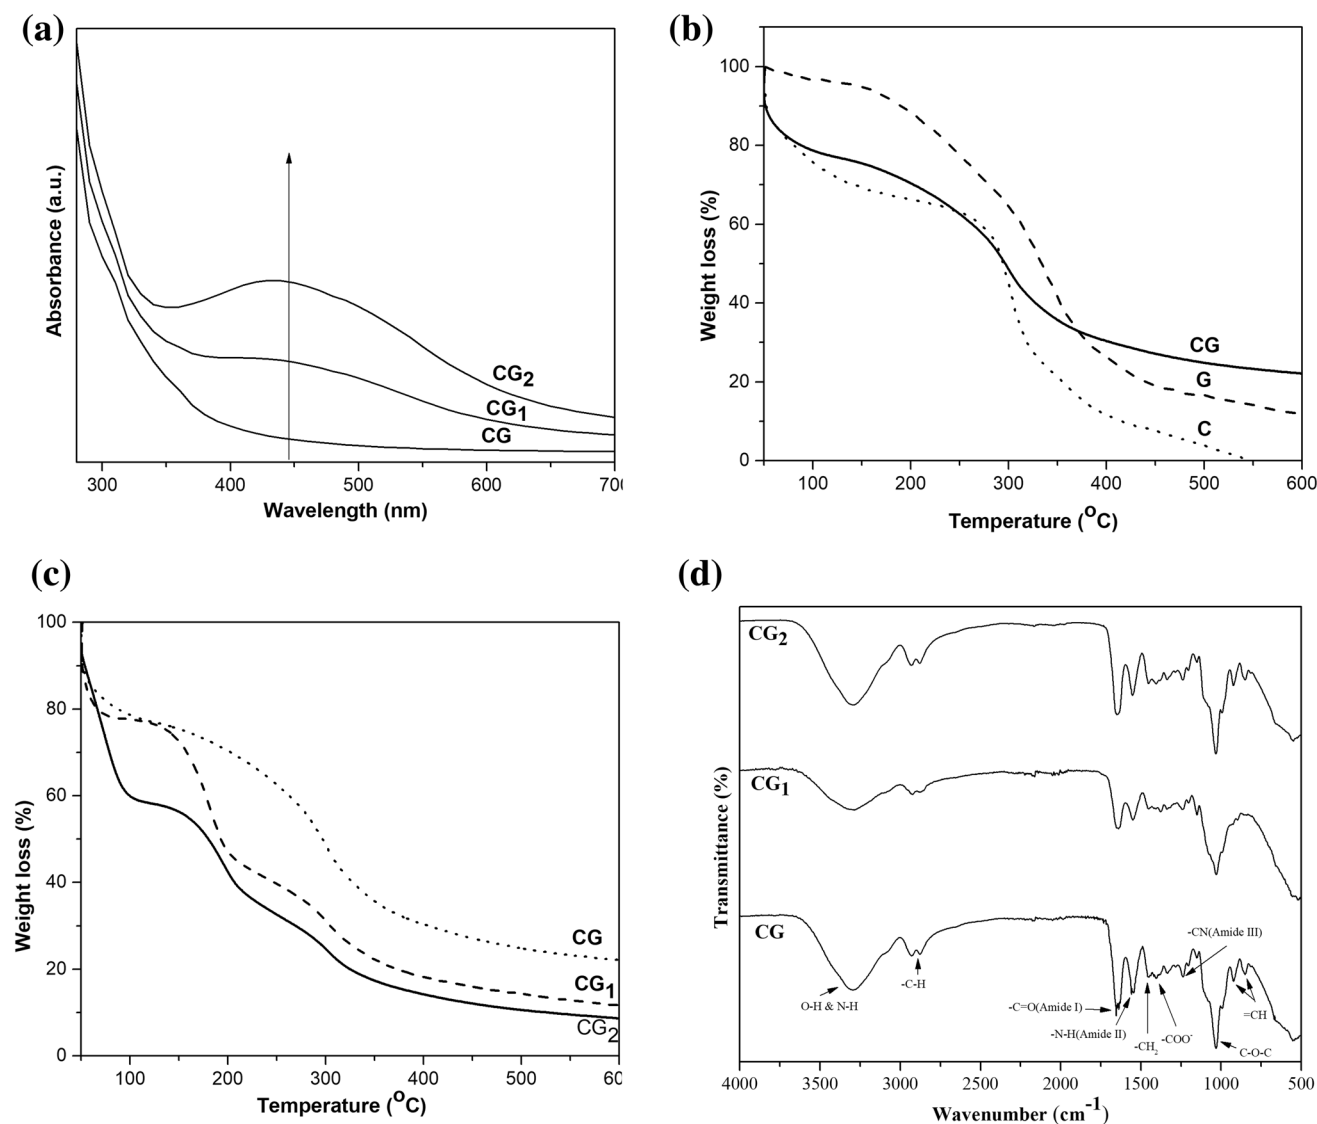 (a)
Absorbance (a.u.)
CG2
CG1
CG
300 400 500 600 700
Wavelength (nm)
(b)
Weight loss (%)
100
80
60
40
20
0
CG
G
C
100 200 300 400 500 600
Temperature (OC)
(c)
Weight loss (%)
100
80
60
40
20
0
CG
CG1
CG2
100 200 300 400 500 600
Temperature (OC)
(d)
Transmittance (%)
CG2
CG1
CG
-CN(Amide III)
-C-H
O-H & N-H
-C=O(Amide I)
-N-H(Amide II)
-CH2
-COO-
=CH
C-O-C
4000 3500 3000 2500 2000 1500 1000 500
Wavenumber (cm-1)